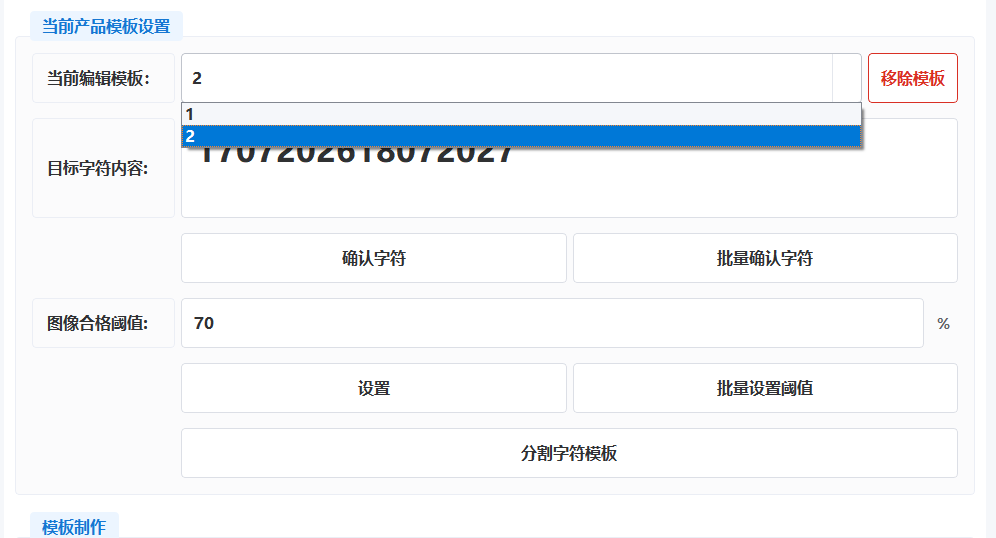 当前产品模板设置
当前编辑模板: 2 移除模板
1
2
目标字符内容: 1707202618072027
确认字符 批量确认字符
图像合格阈值: 70 %
设置 批量设置阈值
分割字符模板
模板制作